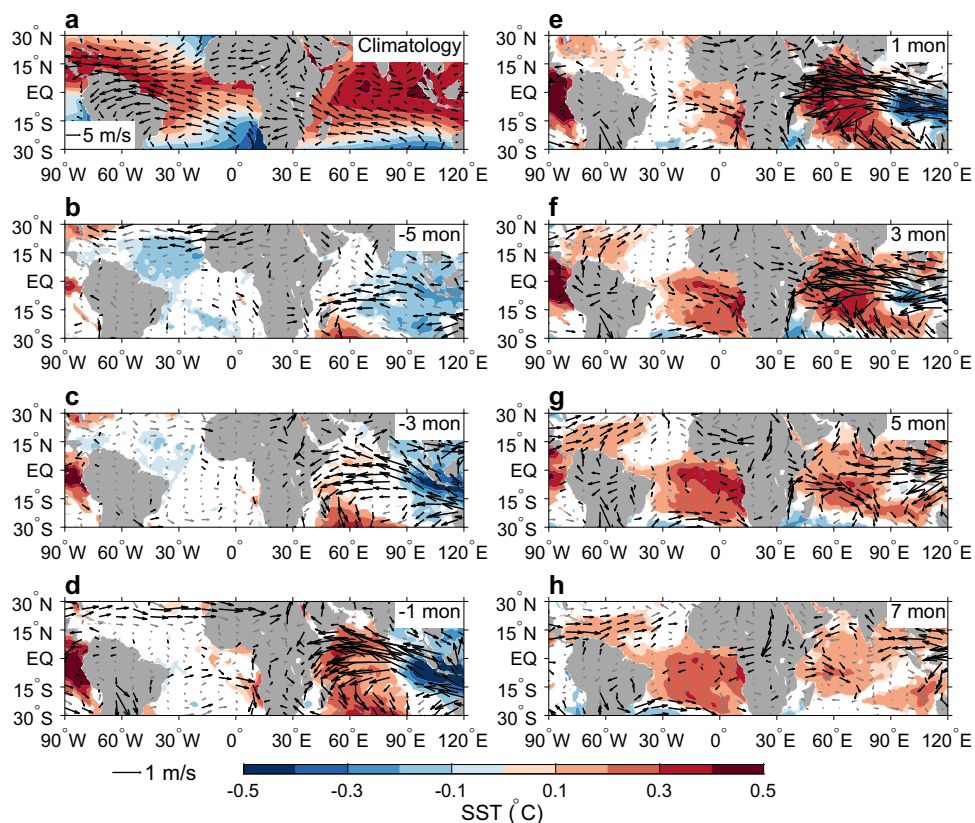 a
Climatology
30°N
15°N
EQ
15°S
30°S
5 m/s
90°W 60°W 30°W 0° 30°E 60°E 90°E 120°E
b
-5 mon
30°N
15°N
EQ
15°S
30°S
90°W 60°W 30°W 0° 30°E 60°E 90°E 120°E
c
-3 mon
30°N
15°N
EQ
15°S
30°S
90°W 60°W 30°W 0° 30°E 60°E 90°E 120°E
d
-1 mon
30°N
15°N
EQ
15°S
30°S
90°W 60°W 30°W 0° 30°E 60°E 90°E 120°E
e
1 mon
30°N
15°N
EQ
15°S
30°S
90°W 60°W 30°W 0° 30°E 60°E 90°E 120°E
f
3 mon
30°N
15°N
EQ
15°S
30°S
90°W 60°W 30°W 0° 30°E 60°E 90°E 120°E
g
5 mon
30°N
15°N
EQ
15°S
30°S
90°W 60°W 30°W 0° 30°E 60°E 90°E 120°E
h
7 mon
30°N
15°N
EQ
15°S
30°S
90°W 60°W 30°W 0° 30°E 60°E 90°E 120°E
1 m/s
-0.5 -0.3 -0.1 0.1 0.3 0.5
SST (°C)